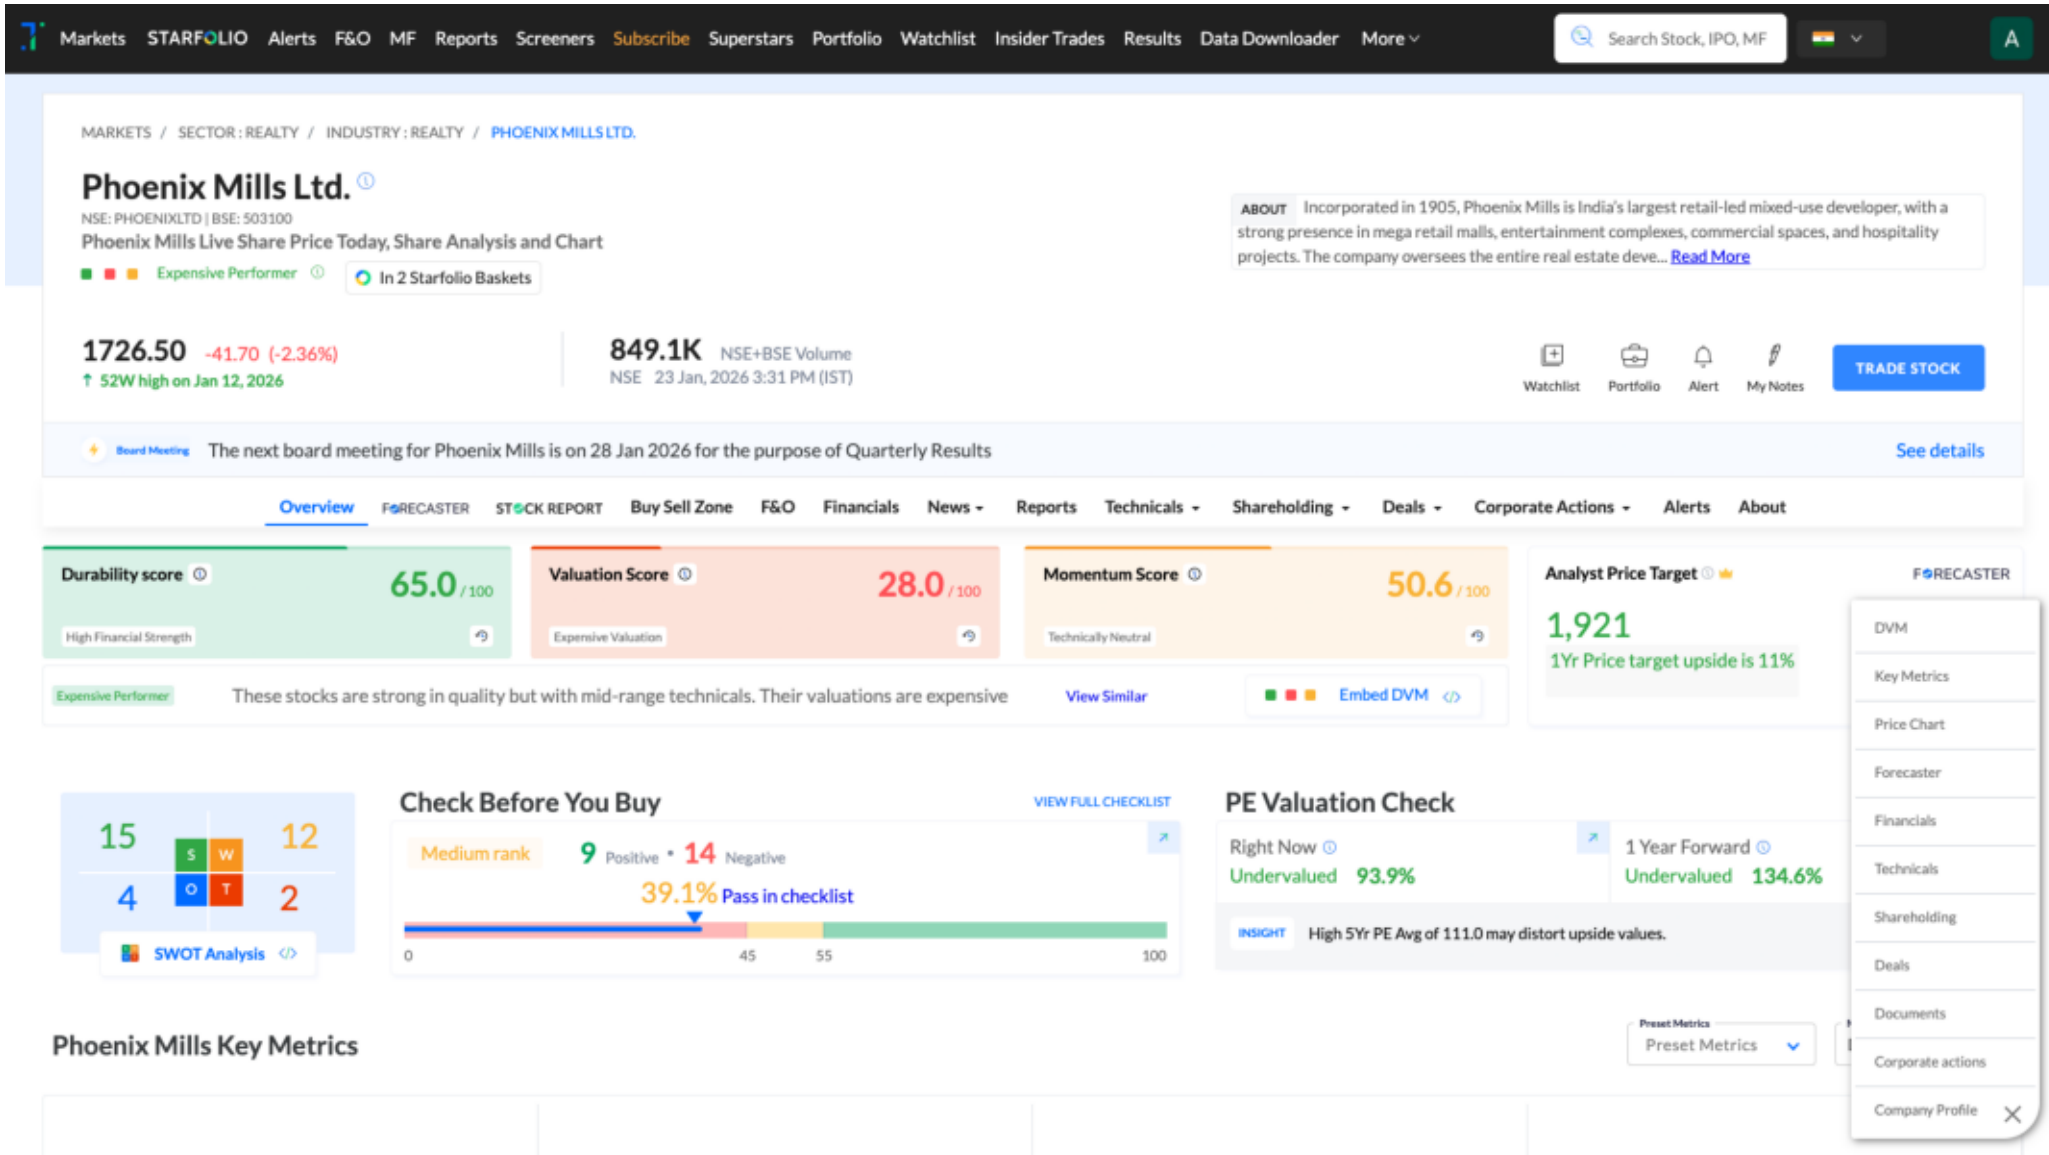 Markets STARFOLIO Alerts F&O MF Reports Screeners Subscribe Superstars Portfolio Watchlist Insider Trades Results Data Downloader More Search Stock, IPO, MF A
MARKETS / SECTOR : REALTY / INDUSTRY : REALTY / PHOENIX MILLS LTD.
Phoenix Mills Ltd.
NSE: PHOENIXLTD | BSE: 503100
Phoenix Mills Live Share Price Today, Share Analysis and Chart
Expensive Performer In 2 Starfolio Baskets
ABOUT Incorporated in 1905, Phoenix Mills is India's largest retail-led mixed-use developer, with a
strong presence in mega retail malls, entertainment complexes, commercial spaces, and hospitality
projects. The company oversees the entire real estate deve... Read More
1726.50 -41.70 (-2.36%)
↑ 52W high on Jan 12, 2026
849.1K NSE+BSE Volume
NSE 23 Jan, 2026 3:31 PM (IST)
Watchlist Portfolio Alert My Notes TRADE STOCK
Board Meeting The next board meeting for Phoenix Mills is on 28 Jan 2026 for the purpose of Quarterly Results See details
Overview FORECASTER STOCK REPORT Buy Sell Zone F&O Financials News Reports Technicals Shareholding Deals Corporate Actions Alerts About
Durability score 65.0 / 100
High Financial Strength
Valuation Score 28.0 / 100
Expensive Valuation
Momentum Score 50.6 / 100
Technically Neutral
Analyst Price Target FORECASTER
1,921
1Yr Price target upside is 11%
Expensive Performer These stocks are strong in quality but with mid-range technicals. Their valuations are expensive View Similar Embed DVM </>
15 S W 12
4 O T 2
SWOT Analysis </>
Check Before You Buy VIEW FULL CHECKLIST
Medium rank 9 Positive • 14 Negative
39.1% Pass in checklist
0 45 55 100
PE Valuation Check
Right Now
Undervalued 93.9%
1 Year Forward
Undervalued 134.6%
INSIGHT High 5Yr PE Avg of 111.0 may distort upside values.
Phoenix Mills Key Metrics
Preset Metrics
Preset Metrics
DVM
Key Metrics
Price Chart
Forecaster
Financials
Technicals
Shareholding
Deals
Documents
Corporate actions
Company Profile